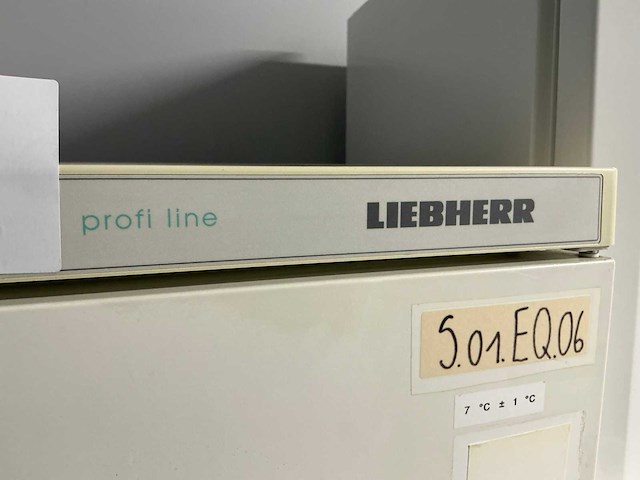 profi line LIEBHERR
S.01.EQ.06
7 °C ± 1 °C